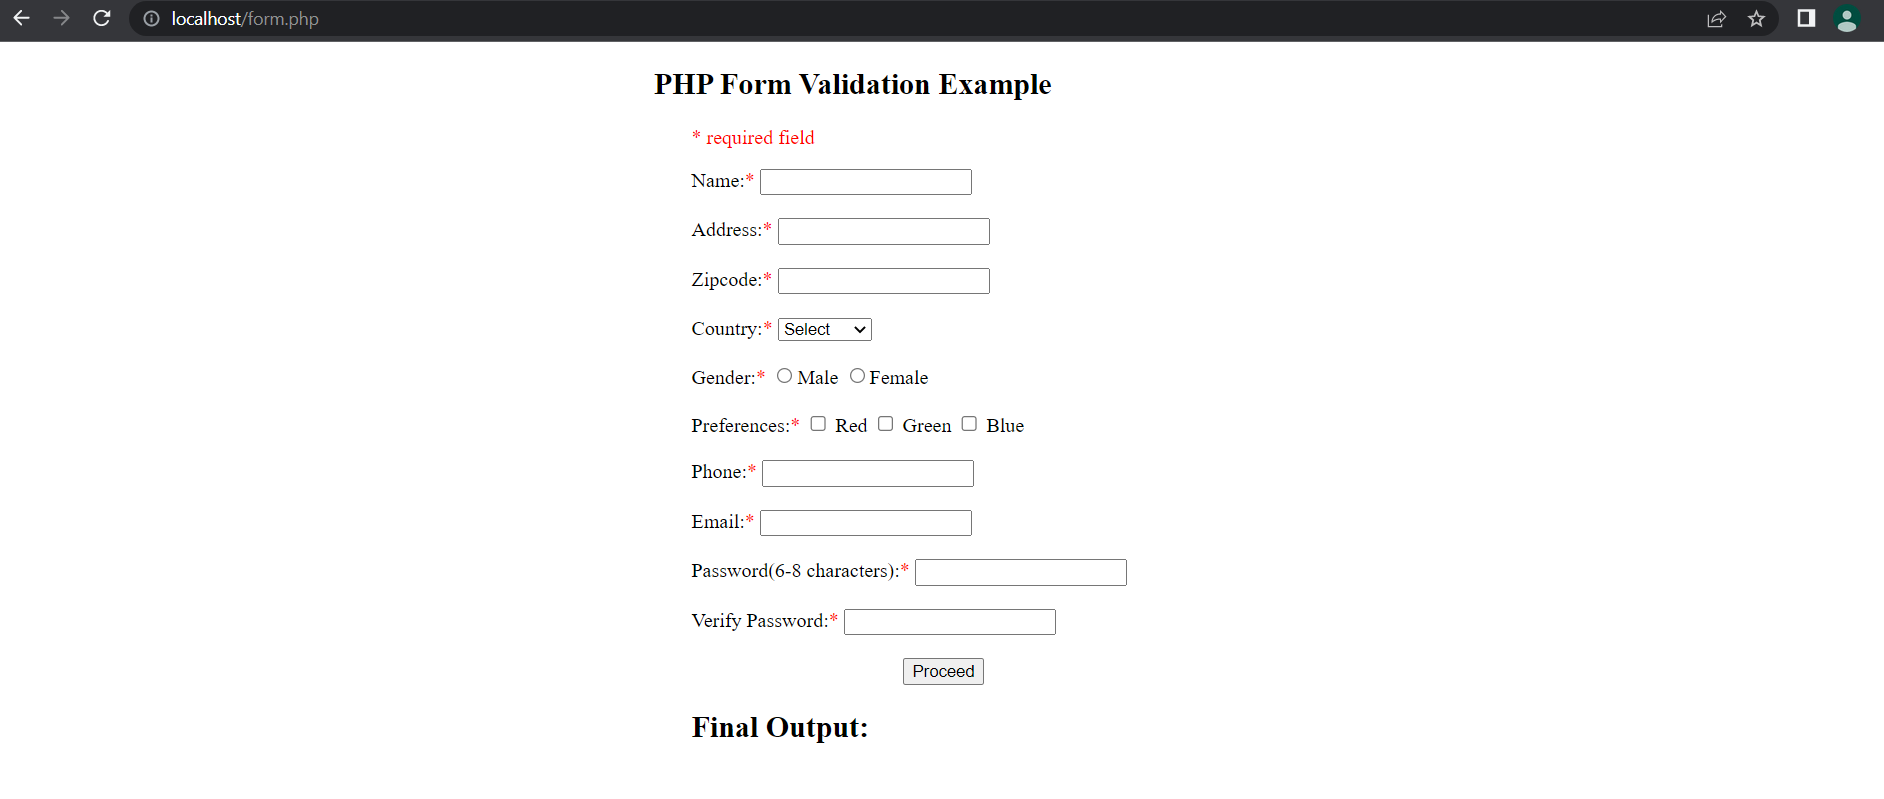 localhost/form.php
PHP Form Validation Example
* required field
Name:*
Address:*
Zipcode:*
Country:* Select
Gender:* Male Female
Preferences:* Red Green Blue
Phone:*
Email:*
Password(6-8 characters):*
Verify Password:*
Proceed
Final Output: